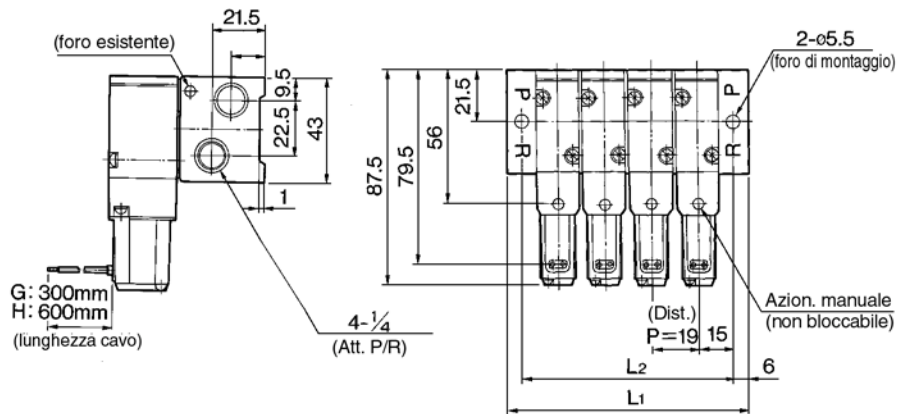 21.5
(foro esistente)
9.5
22.5
43
1
G: 300mm
H: 600mm
(lunghezza cavo)
4-¼
(Att. P/R)
2-ø5.5
(foro di montaggio)
P
P
R
R
21.5
56
79.5
87.5
Azion. manuale
(non bloccabile)
(Dist.)
P=19
15
6
L2
L1